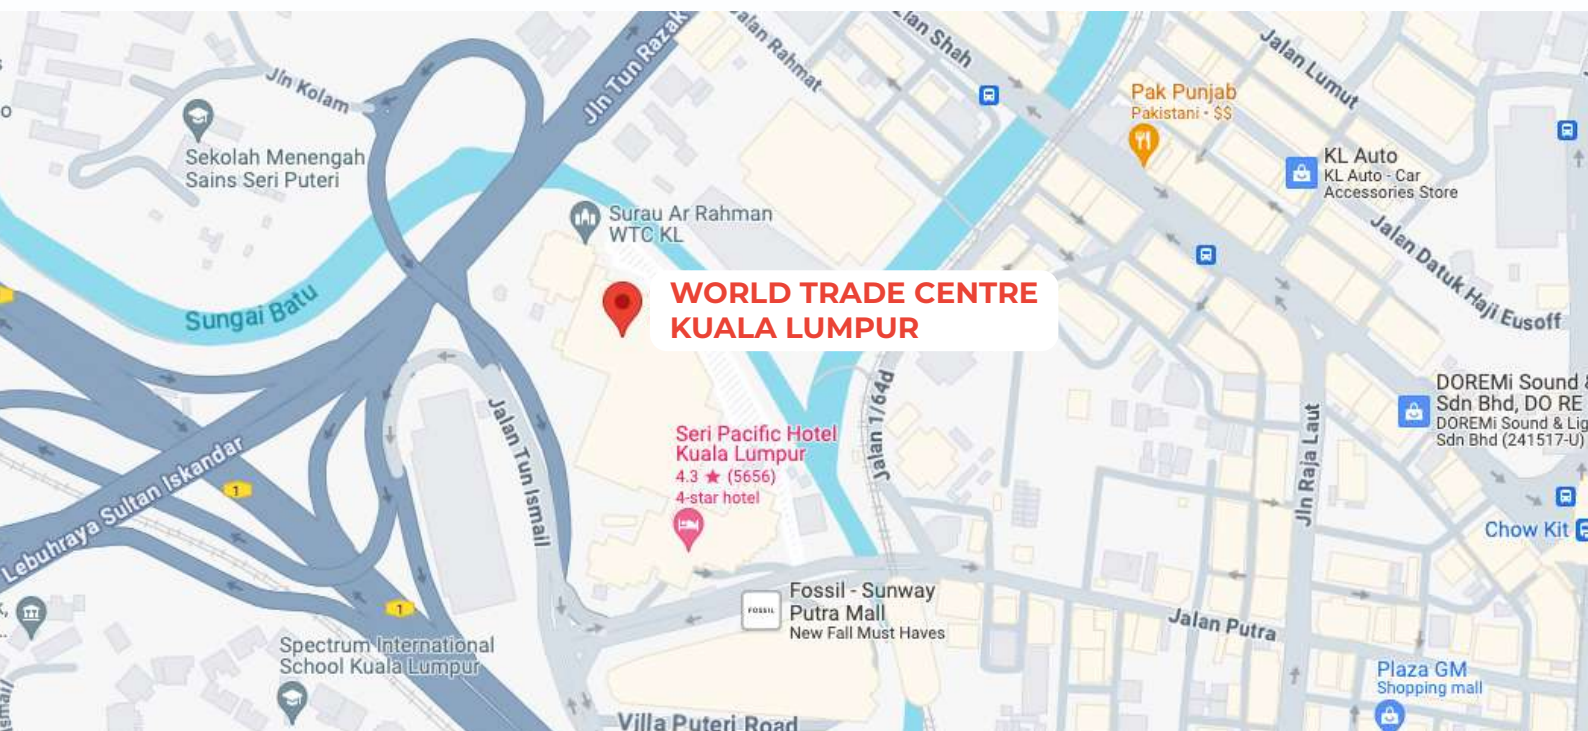 Jln Tun Razak
Jalan Rahmat
Shah
Jalan Lumut
Jln Kolam
Pak Punjab
Pakistani • $$
Sekolah Menengah
Sains Seri Puteri
KL Auto
KL Auto - Car
Accessories Store
Surau Ar Rahman
WTC KL
Jalan Datuk Haji Eusoff
Sungai Batu
WORLD TRADE CENTRE
KUALA LUMPUR
Jalan 1/64d
DOREMi Sound &
Sdn Bhd, DO RE
DOREMi Sound & Lig
Sdn Bhd (241517-U)
Jalan Tun Ismail
Seri Pacific Hotel
Kuala Lumpur
4.3 ★ (5656)
4-star hotel
Jln Raja Laut
Lebuhraya Sultan Iskandar
1
Chow Kit
1
FOSSIL
Fossil - Sunway
Putra Mall
New Fall Must Haves
Jalan Putra
Spectrum International
School Kuala Lumpur
Plaza GM
Shopping mall
Villa Puteri Road